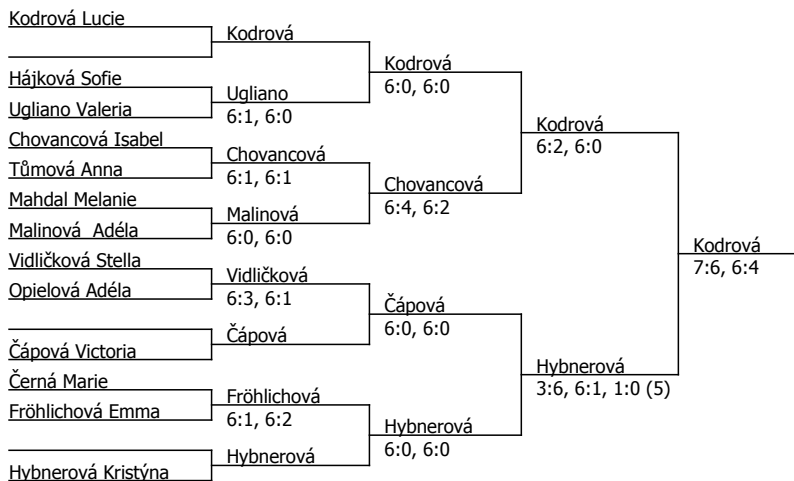 Kodrová Lucie
Hájková Sofie
Ugliano Valeria
Chovancová Isabel
Tůmová Anna
Mahdal Melanie
Malinová  Adéla
Vidličková Stella
Opielová Adéla
Čápová Victoria
Černá Marie
Fröhlichová Emma
Hybnerová Kristýna
Kodrová
Ugliano
6:1, 6:0
Chovancová
6:1, 6:1
Malinová
6:0, 6:0
Vidličková
6:3, 6:1
Čápová
Fröhlichová
6:1, 6:2
Hybnerová
Kodrová
6:0, 6:0
Chovancová
6:4, 6:2
Čápová
6:0, 6:0
Hybnerová
6:0, 6:0
Kodrová
6:2, 6:0
Hybnerová
3:6, 6:1, 1:0 (5)
Kodrová
7:6, 6:4